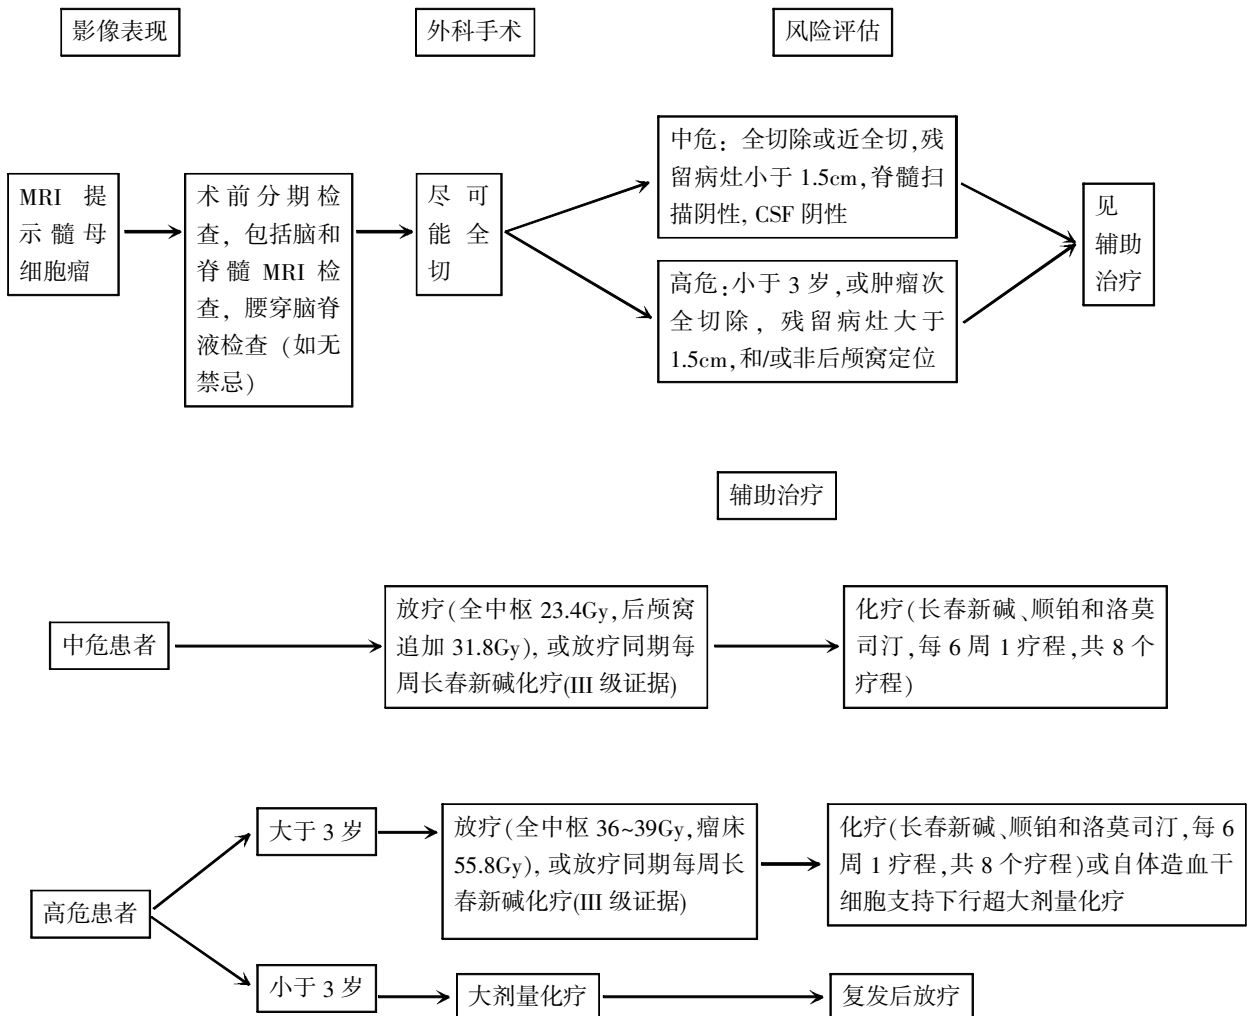 影像表现
外科手术
风险评估
MRI 提
示髓母
细胞瘤
术前分期检
查，包括脑和
脊髓 MRI 检
查，腰穿脑脊
液检查（如无
禁忌）
尽可
能全
切
中危：全切除或近全切,残
留病灶小于 1.5cm,脊髓扫
描阴性, CSF 阴性
高危:小于 3 岁,或肿瘤次
全切除，残留病灶大于
1.5cm,和/或非后颅窝定位
见
辅助
治疗
辅助治疗
中危患者
放疗(全中枢 23.4Gy,后颅窝
追加 31.8Gy), 或放疗同期每
周长春新碱化疗(III 级证据)
化疗(长春新碱、顺铂和洛莫
司汀,每 6 周 1 疗程,共 8 个
疗程)
高危患者
大于 3 岁
放疗(全中枢 36~39Gy,瘤床
55.8Gy), 或放疗同期每周长
春新碱化疗(III 级证据)
化疗(长春新碱、顺铂和洛莫司汀,每 6
周 1 疗程,共 8 个疗程)或自体造血干
细胞支持下行超大剂量化疗
小于 3 岁
大剂量化疗
复发后放疗